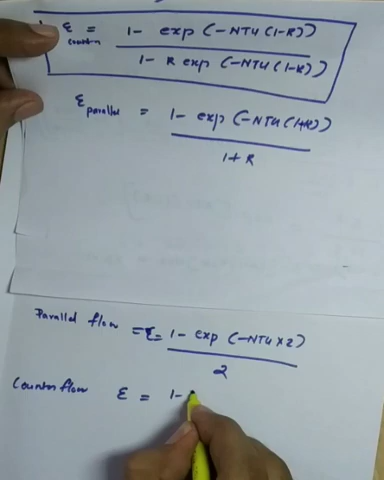 ε counter = 1 - exp (-NTU (1-R))
1 - R exp (-NTU (1-R))
ε parallel = 1 - exp (-NTU (1+R))
1 + R
Parallel flow = ε = 1 - exp (-NTU × 2)
2
Counter flow ε = 1 -